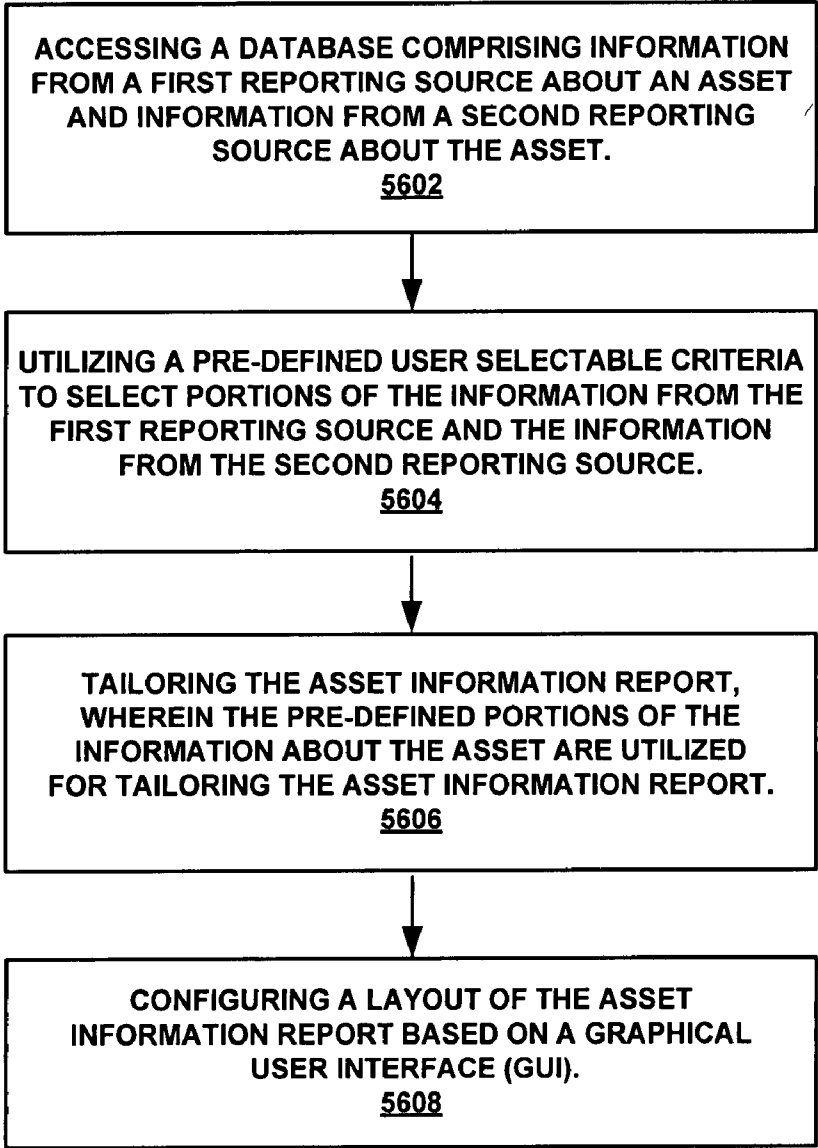 ACCESSING A DATABASE COMPRISING INFORMATION
FROM A FIRST REPORTING SOURCE ABOUT AN ASSET
AND INFORMATION FROM A SECOND REPORTING
SOURCE ABOUT THE ASSET.
5602
UTILIZING A PRE-DEFINED USER SELECTABLE CRITERIA
TO SELECT PORTIONS OF THE INFORMATION FROM THE
FIRST REPORTING SOURCE AND THE INFORMATION
FROM THE SECOND REPORTING SOURCE.
5604
TAILORING THE ASSET INFORMATION REPORT,
WHEREIN THE PRE-DEFINED PORTIONS OF THE
INFORMATION ABOUT THE ASSET ARE UTILIZED
FOR TAILORING THE ASSET INFORMATION REPORT.
5606
CONFIGURING A LAYOUT OF THE ASSET
INFORMATION REPORT BASED ON A GRAPHICAL
USER INTERFACE (GUI).
5608